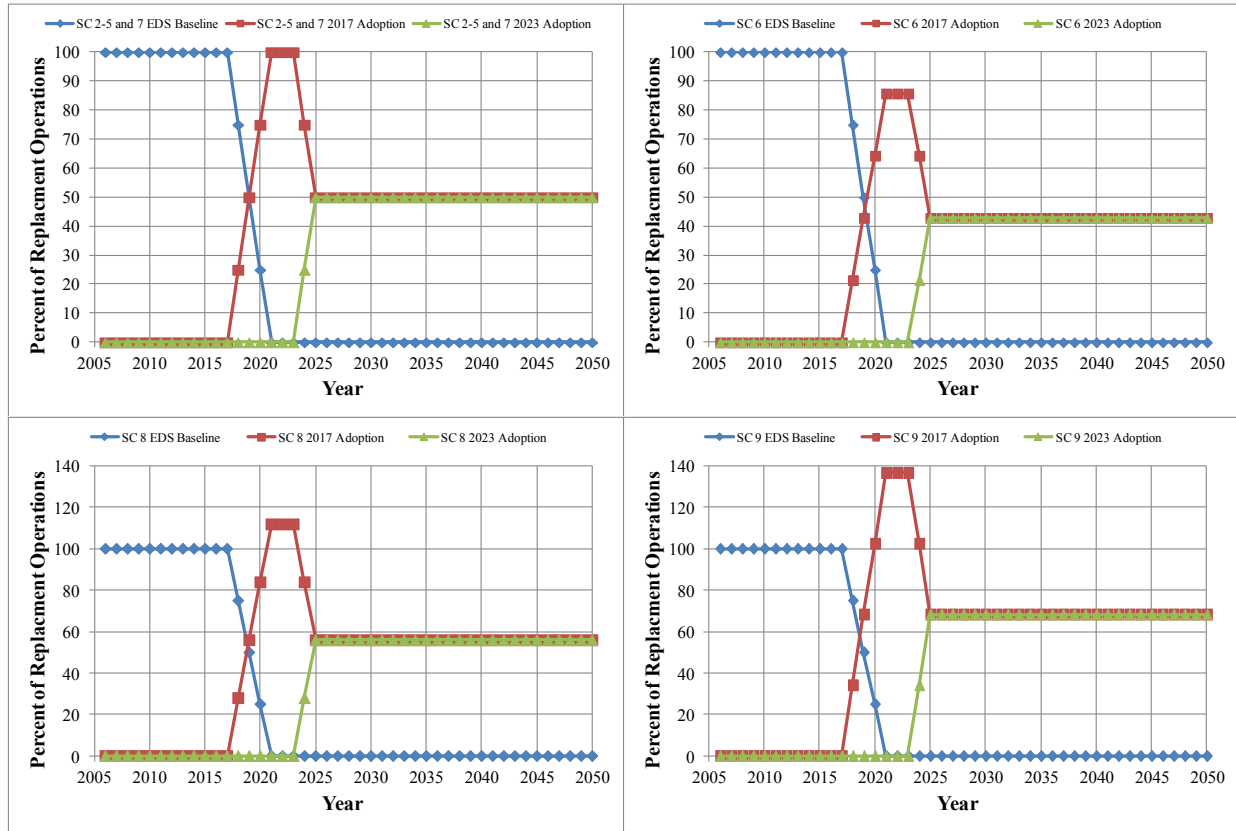 SC 2-5 and 7 EDS Baseline SC 2-5 and 7 2017 Adoption SC 2-5 and 7 2023 Adoption
100
90
80
70
60
50
40
30
20
10
0
Percent of Replacment Operations
2005 2010 2015 2020 2025 2030 2035 2040 2045 2050
Year
SC 6 EDS Baseline SC 6 2017 Adoption SC 6 2023 Adoption
100
90
80
70
60
50
40
30
20
10
0
Percent of Replacment Operations
2005 2010 2015 2020 2025 2030 2035 2040 2045 2050
Year
SC 8 EDS Baseline SC 8 2017 Adoption SC 8 2023 Adoption
140
120
100
80
60
40
20
0
Percent of Replacment Operations
2005 2010 2015 2020 2025 2030 2035 2040 2045 2050
Year
SC 9 EDS Baseline SC 9 2017 Adoption SC 9 2023 Adoption
140
120
100
80
60
40
20
0
Percent of Replacment Operations
2005 2010 2015 2020 2025 2030 2035 2040 2045 2050
Year